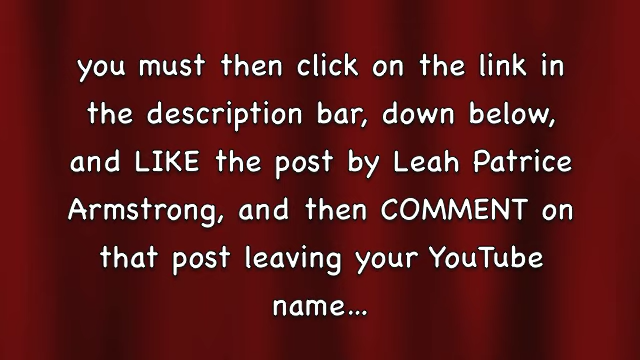 you must then click on the link in
the description bar, down below,
and LIKE the post by Leah Patrice
Armstrong, and then COMMENT on
that post leaving your YouTube
name...